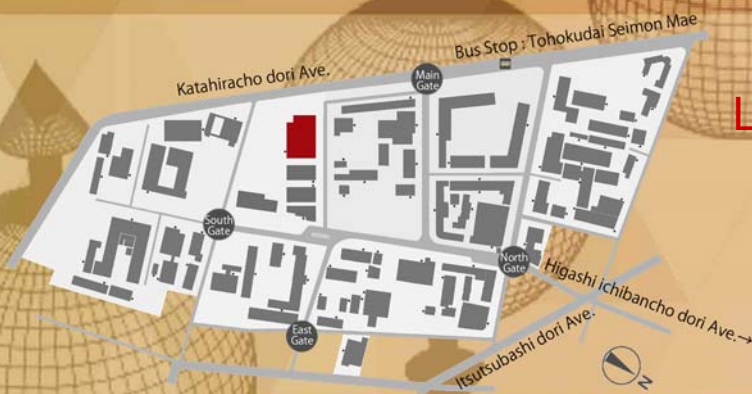 Bus Stop : Tohokudai Seimon Mae
Katahiracho dori Ave.
Main
Gate
L
South
Gate
North
Gate
Higashi ichibancho dori Ave.→
East
Gate
Itsutsubashi dori Ave.
N